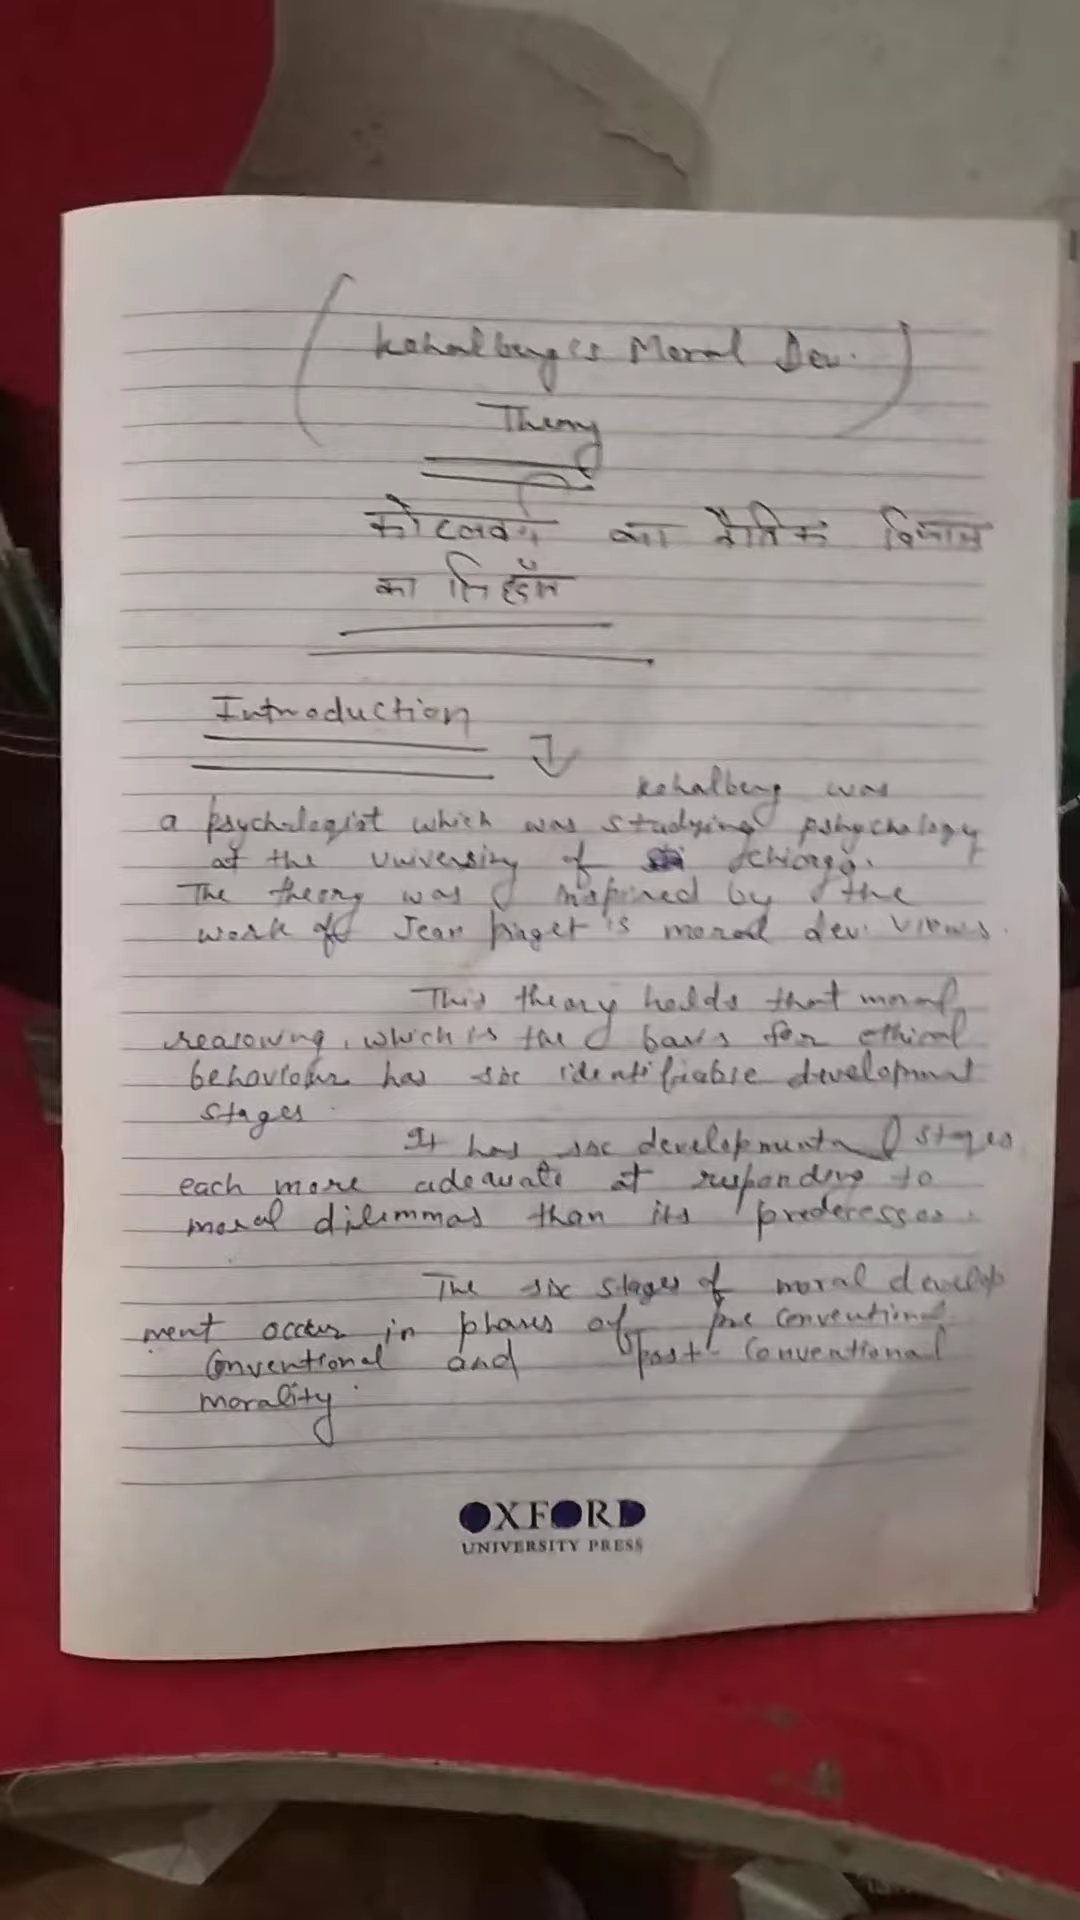 (Kohalberg's Moral Dev.)
Theory
कोहलबर्ग का नैतिक विकास
का सिद्धाँत
Introduction
Kohalberg was
a psychologist which was studying pshychology
at the university of Schicago.
The theory was inspired by the
work of Jean piaget's moral dev. views.
This theory holds that moral
reasoning, which is the basis for ethical
behaviour has six identifiable development
stages.
It has six developmental stages
each more adequate at responding to
moral dilemmas than its predecessor.
The six stages of moral develop
ment occur in phases of pre conventional
Conventional and post- conventional
morality.
OXFORD
UNIVERSITY PRESS